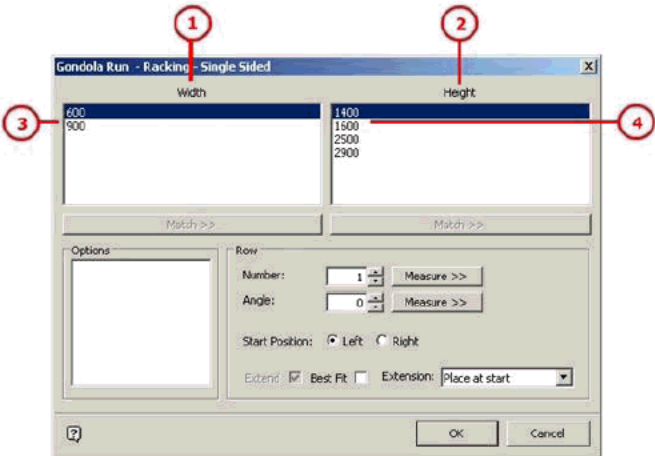 1 2
Gondola Run - Racking - Single Sided X
Width Height
3 600 1400
900 1600 4
2500
2900
Match >> Match >>
Options Row
Number: 1 Measure >>
Angle: 0 Measure >>
Start Position: Left Right
Extend Best Fit Extension: Place at start
? OK Cancel